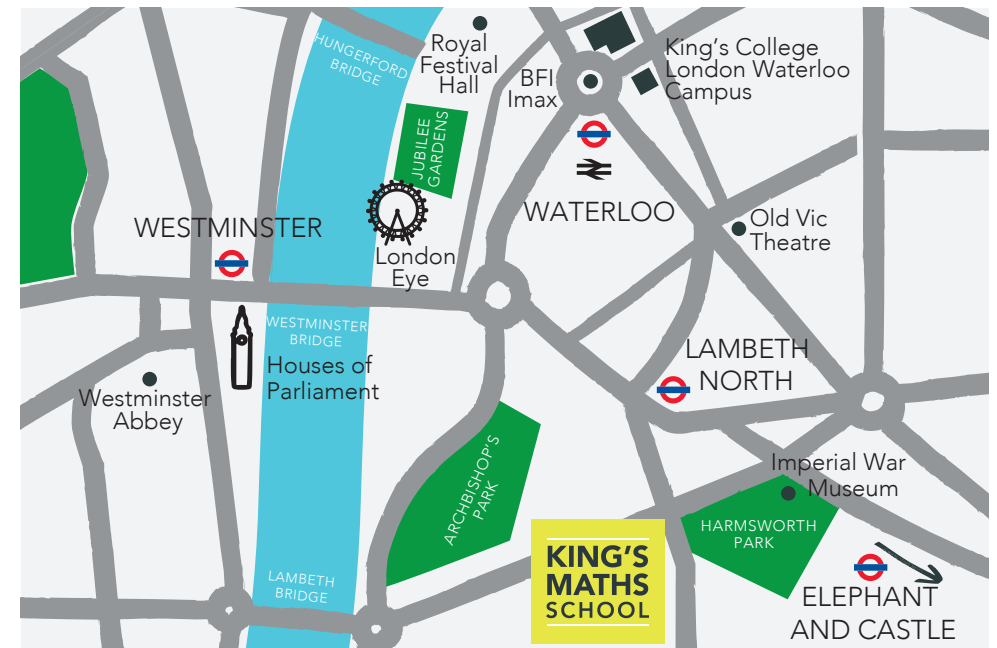 HUNGERFORD
BRIDGE
Royal
Festival
Hall
BFI
Imax
King's College
London Waterloo
Campus
JUBILEE
GARDENS
WATERLOO
Old Vic
Theatre
WESTMINSTER
London
Eye
WESTMINSTER
BRIDGE
Houses of
Parliament
Westminster
Abbey
LAMBETH
NORTH
ARCHBISHOP'S
PARK
Imperial War
Museum
HARMSWORTH
PARK
KING'S
MATHS
SCHOOL
LAMBETH
BRIDGE
ELEPHANT
AND CASTLE